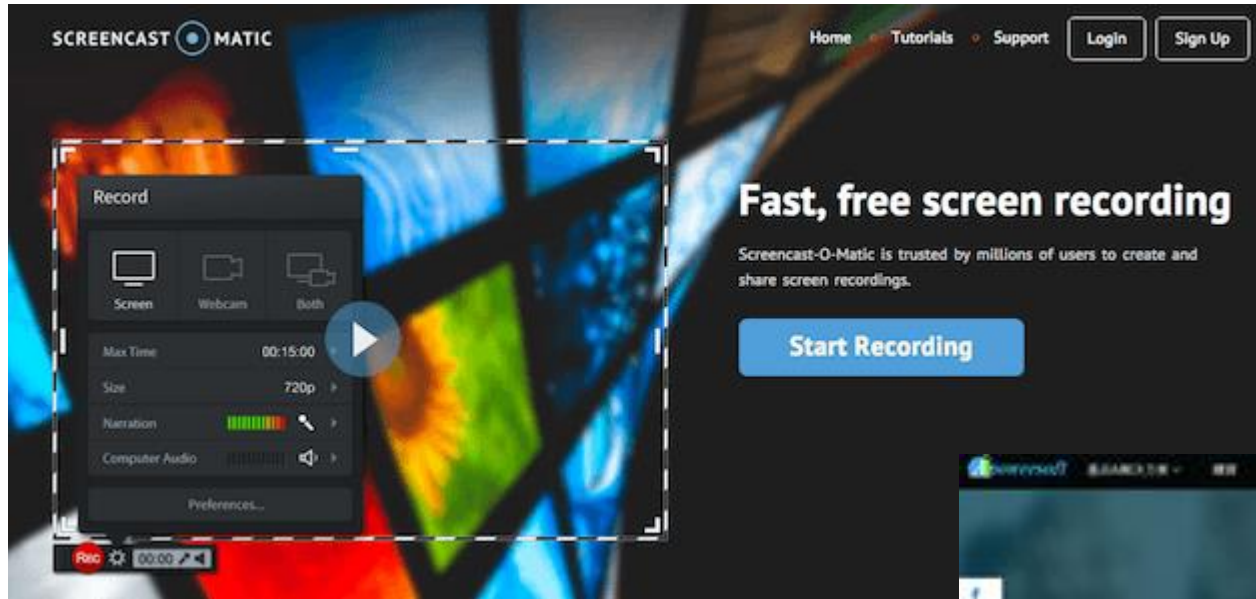 SCREENCAST O MATIC
Home Tutorials Support Login Sign Up
Record
Screen Webcam Both
Max Time 00:15:00
Size 720p
Narration
Computer Audio
Preferences...
Rec 00:00
Fast, free screen recording
Screencast-O-Matic is trusted by millions of users to create and
share screen recordings.
Start Recording